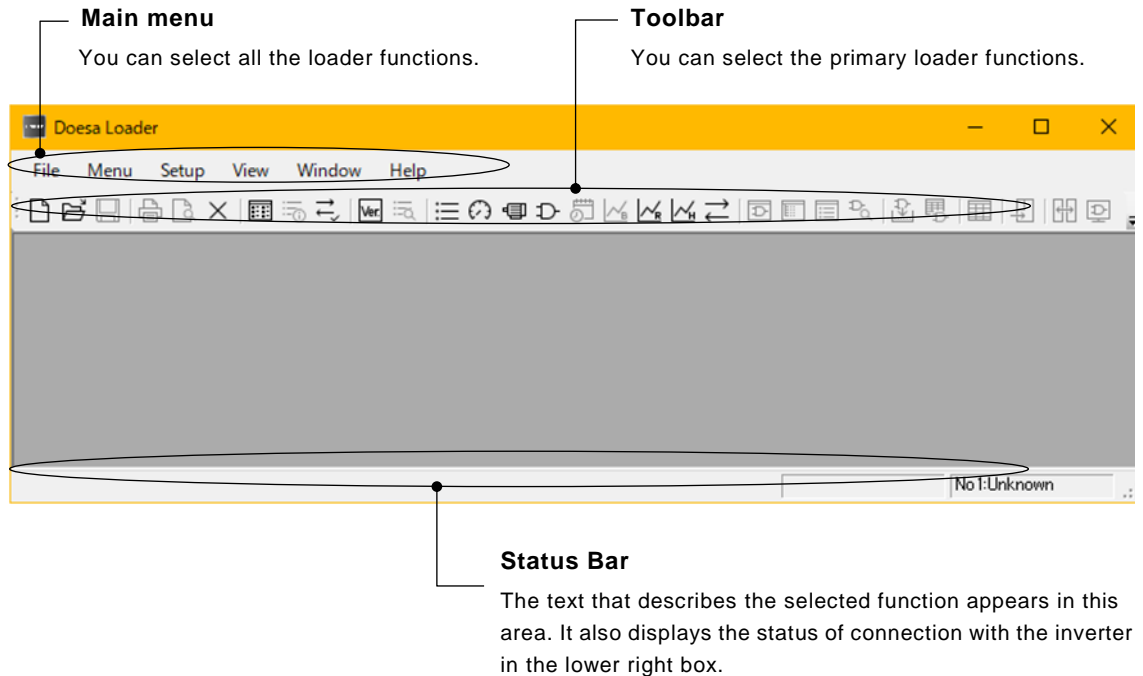 Main menu
You can select all the loader functions.
Toolbar
You can select the primary loader functions.
Doesa Loader
File Menu Setup View Window Help
Ver. B R H
No1:Unknown
Status Bar
The text that describes the selected function appears in this
area. It also displays the status of connection with the inverter
in the lower right box.